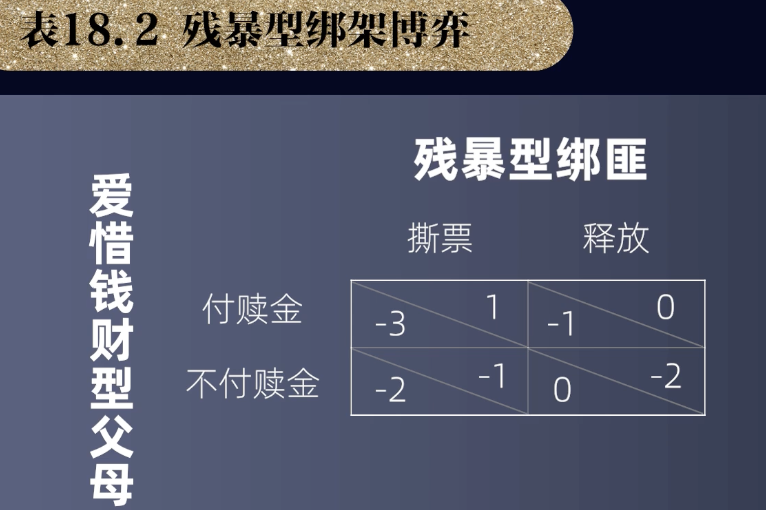 表18.2 残暴型绑架博弈
残暴型绑匪
爱惜钱财型父母
撕票 释放
付赎金 -3 1 -1 0
不付赎金 -2 -1 0 -2